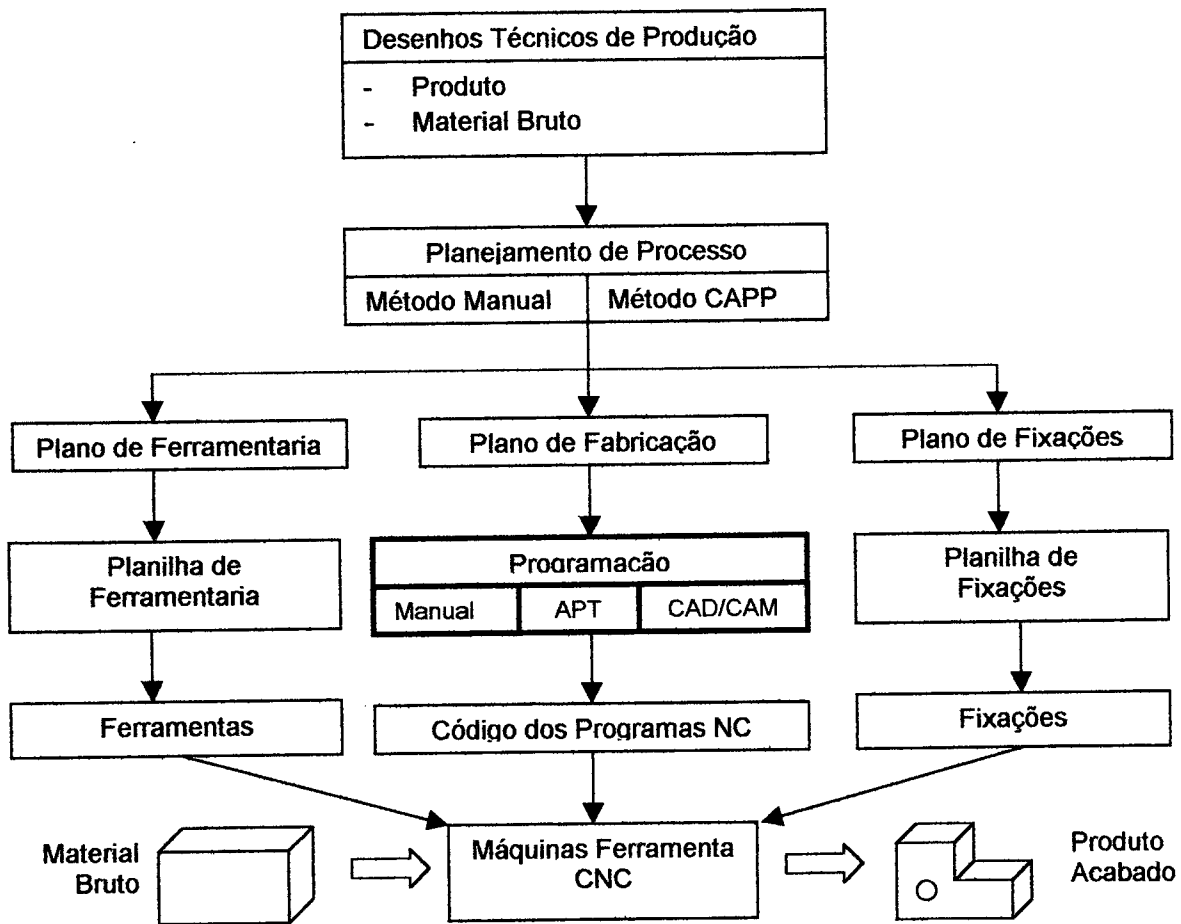 Desenhos Técnicos de Produção
- Produto
- Material Bruto
Planejamento de Processo
Método Manual
Método CAPP
Plano de Ferramentaria
Plano de Fabricação
Plano de Fixações
Planilha de
Ferramentaria
Programação
Manual
APT
CAD/CAM
Planilha de
Fixações
Ferramentas
Código dos Programas NC
Fixações
Material
Bruto
Máquinas Ferramenta
CNC
Produto
Acabado